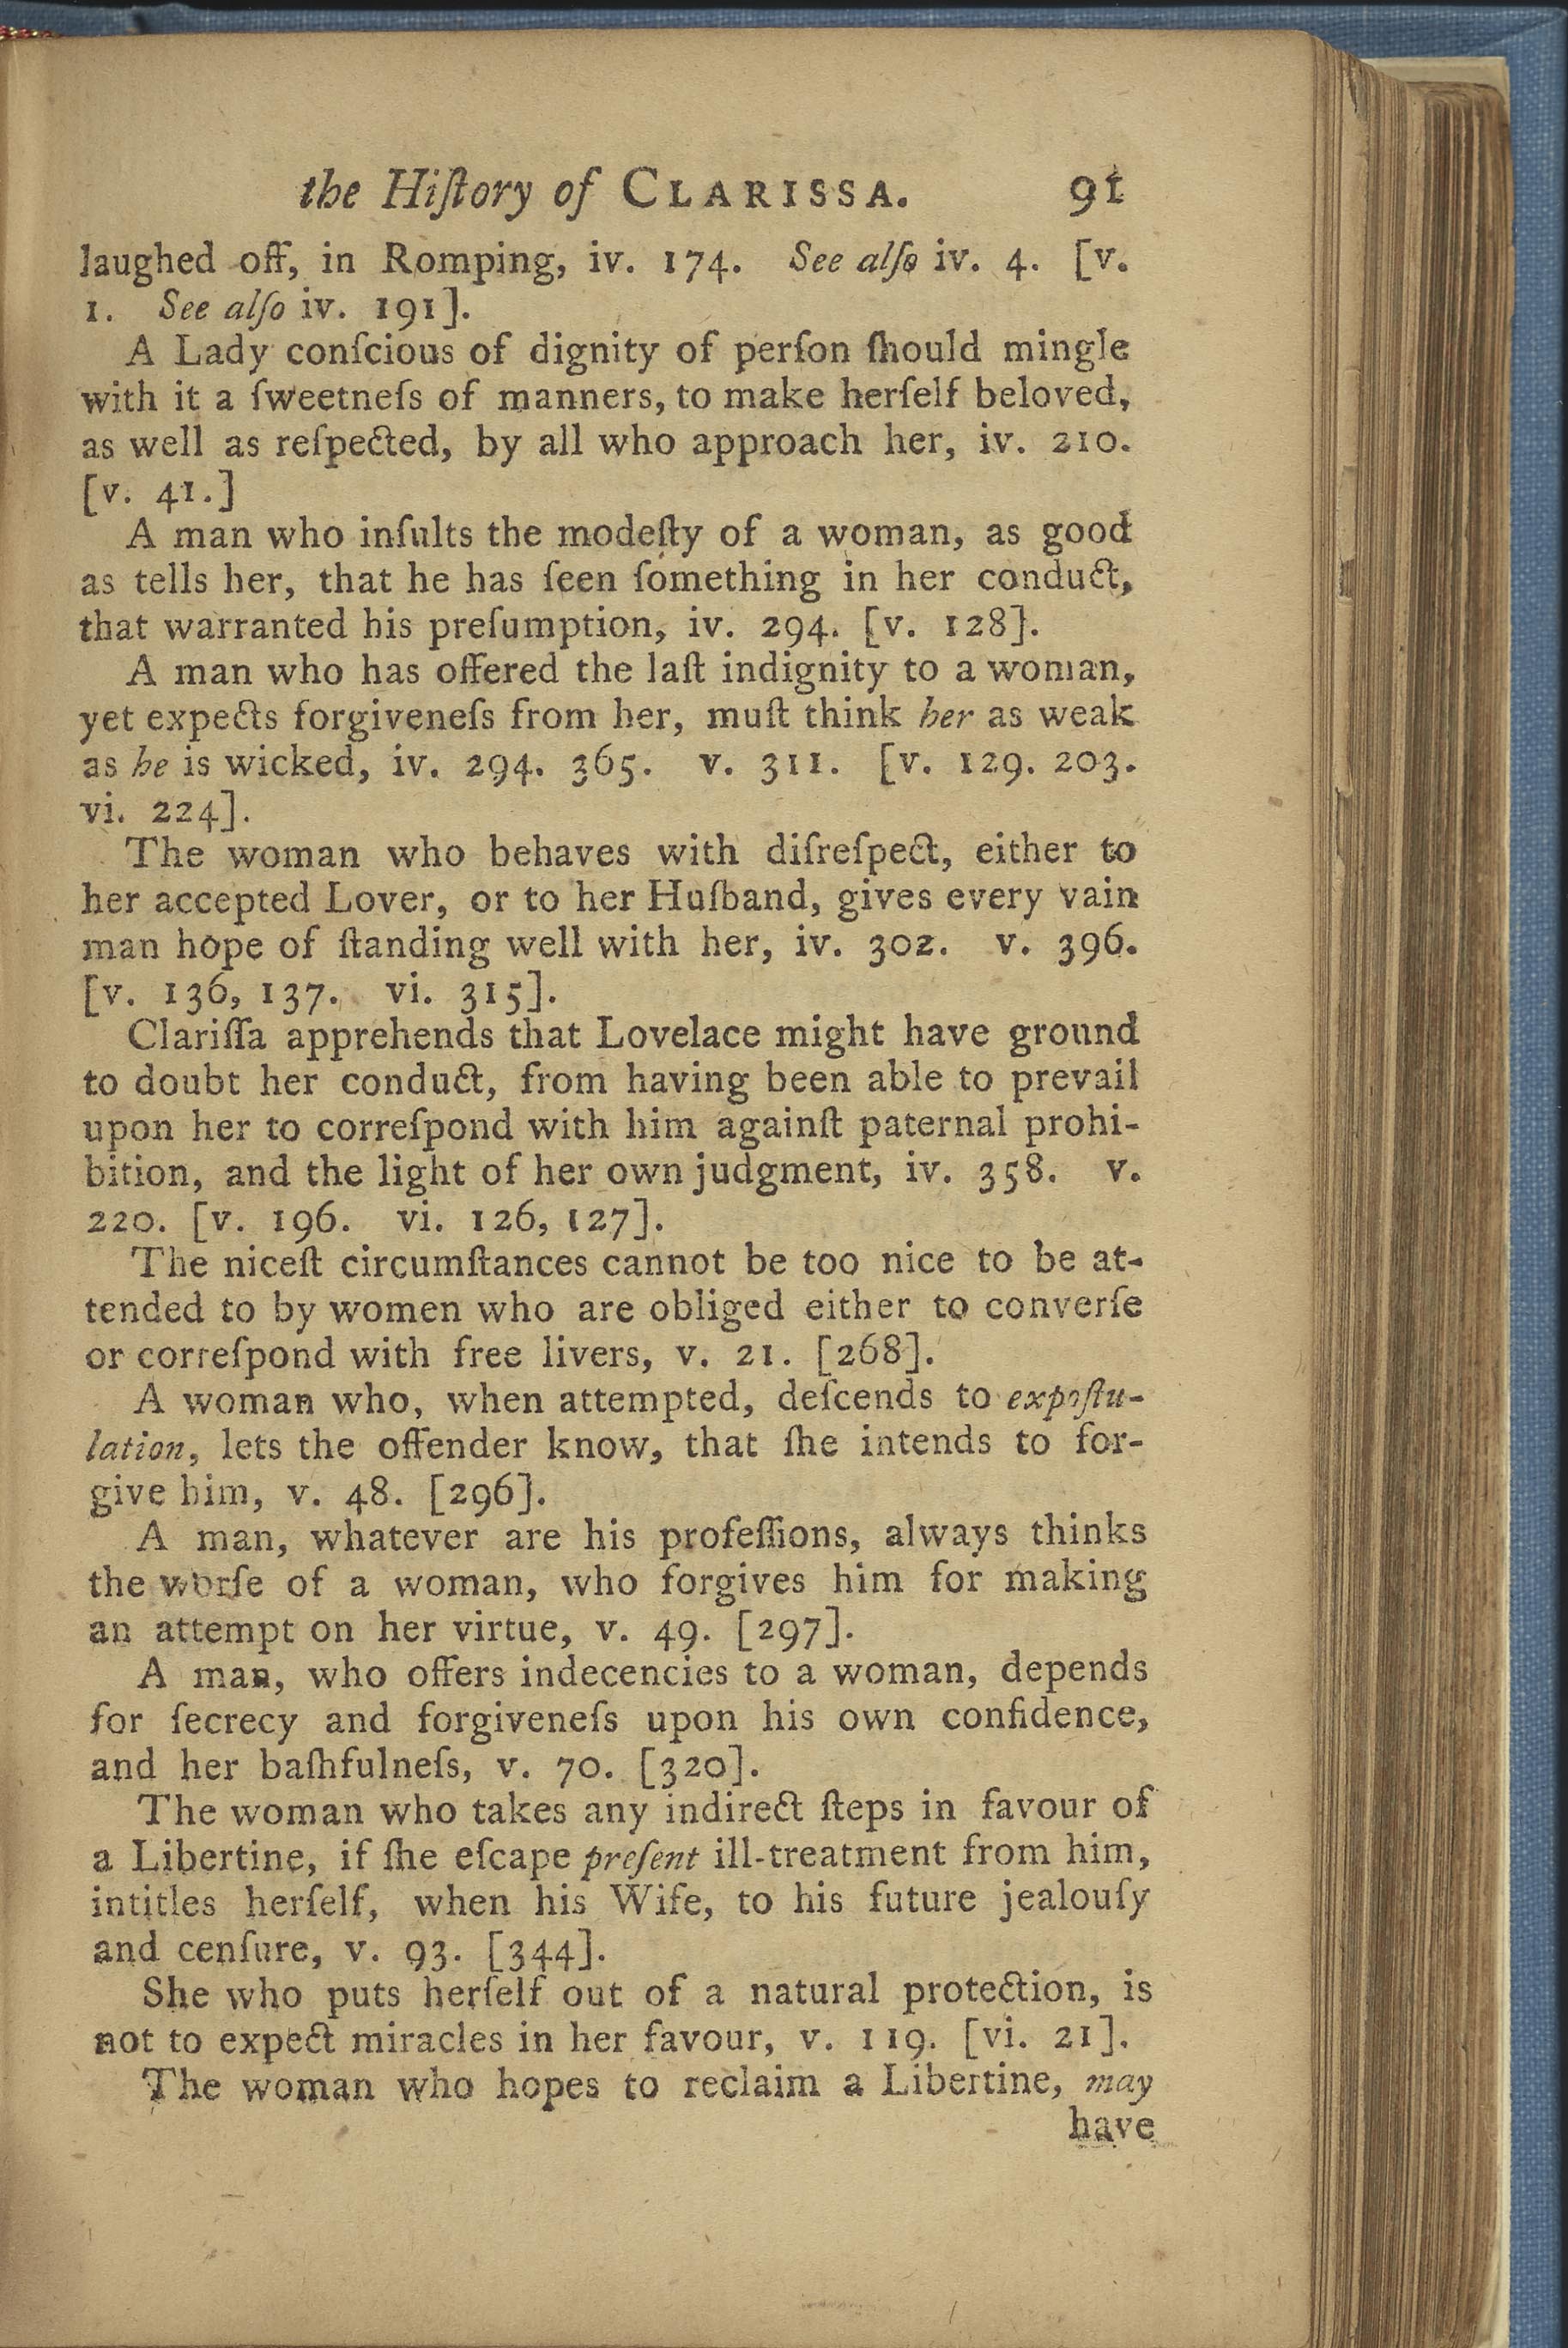 the Hiſtory of CLARISSA. 91
laughed off, in Romping, iv. 174. See alſo iv. 4. [v.
1. See alſo iv. 191].
A Lady conſcious of dignity of perſon ſhould mingle
with it a ſweetneſs of manners, to make herſelf beloved,
as well as reſpected, by all who approach her, iv. 210.
[v. 41.]
A man who inſults the modeſty of a woman, as good
as tells her, that he has ſeen ſomething in her conduct,
that warranted his preſumption, iv. 294. [v. 128].
A man who has offered the laſt indignity to a woman,
yet expects forgiveneſs from her, muſt think her as weak
as he is wicked, iv. 294. 365. v. 311. [v. 129. 203.
vi. 224].
The woman who behaves with diſreſpect, either to
her accepted Lover, or to her Huſband, gives every vain
man hope of ſtanding well with her, iv. 302. v. 396.
[v. 136, 137. vi. 315].
Clariſſa apprehends that Lovelace might have ground
to doubt her conduct, from having been able to prevail
upon her to correſpond with him againſt paternal prohi-
bition, and the light of her own judgment, iv. 358. v.
220. [v. 196. vi. 126, 127].
The niceſt circumſtances cannot be too nice to be at-
tended to by women who are obliged either to converſe
or correſpond with free livers, v. 21. [268].
A woman who, when attempted, deſcends to expoſtu-
lation, lets the offender know, that ſhe intends to for-
give him, v. 48. [296].
A man, whatever are his profeſſions, always thinks
the worſe of a woman, who forgives him for making
an attempt on her virtue, v. 49. [297].
A man, who offers indecencies to a woman, depends
for ſecrecy and forgiveneſs upon his own confidence,
and her baſhfulneſs, v. 70. [320].
The woman who takes any indirect ſteps in favour of
a Libertine, if ſhe eſcape preſent ill-treatment from him,
intitles herſelf, when his Wife, to his future jealouſy
and cenſure, v. 93. [344].
She who puts herſelf out of a natural protection, is
not to expect miracles in her favour, v. 119. [vi. 21].
The woman who hopes to reclaim a Libertine, may
have